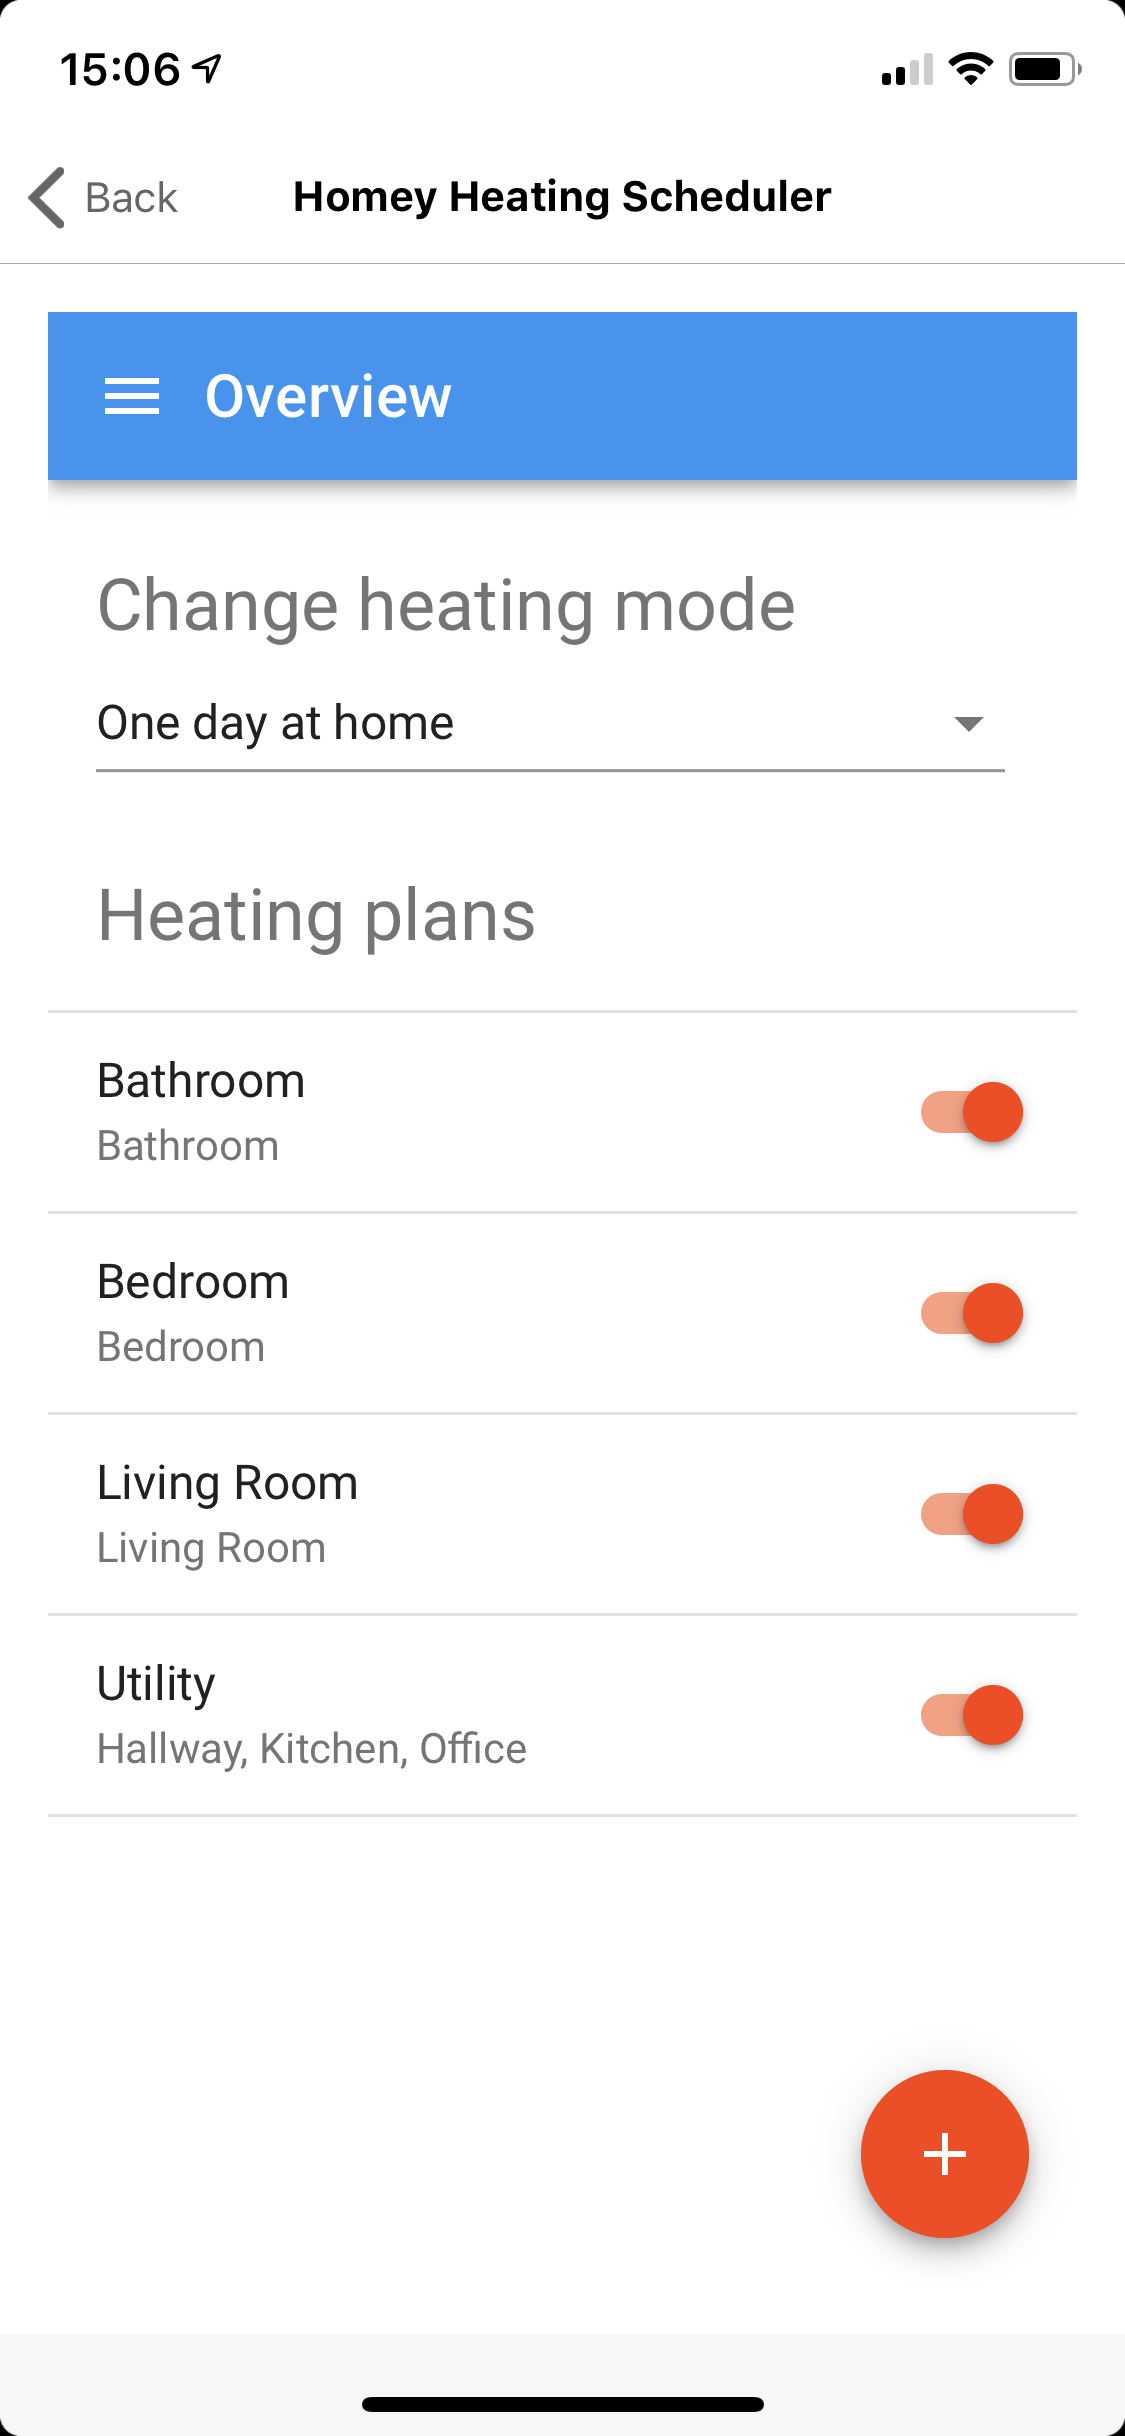 15:06
Back
Homey Heating Scheduler
Overview
Change heating mode
One day at home
Heating plans
Bathroom
Bathroom
Bedroom
Bedroom
Living Room
Living Room
Utility
Hallway, Kitchen, Office